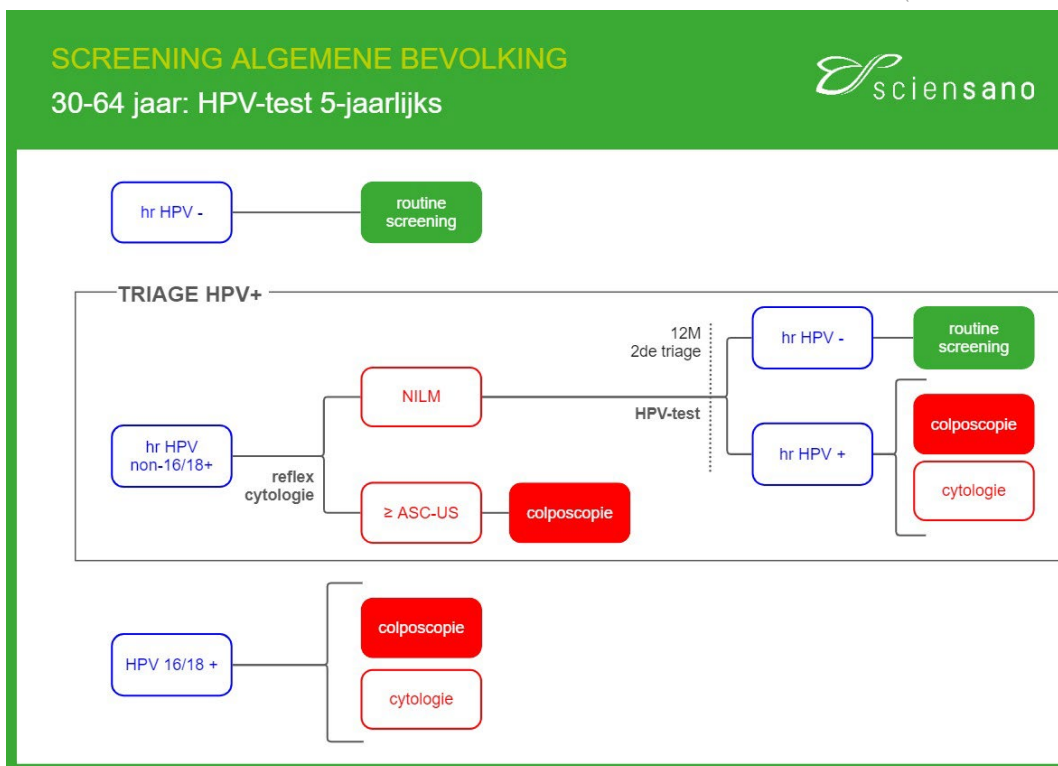 SCREENING ALGEMENE BEVOLKING
30-64 jaar: HPV-test 5-jaarlijks
sciensano
hr HPV -
routine
screening
TRIAGE HPV+
hr HPV
non-16/18+
reflex
cytologie
NILM
≥ ASC-US
colposcopie
12M
2de triage
HPV-test
hr HPV -
routine
screening
hr HPV +
colposcopie
cytologie
HPV 16/18 +
colposcopie
cytologie